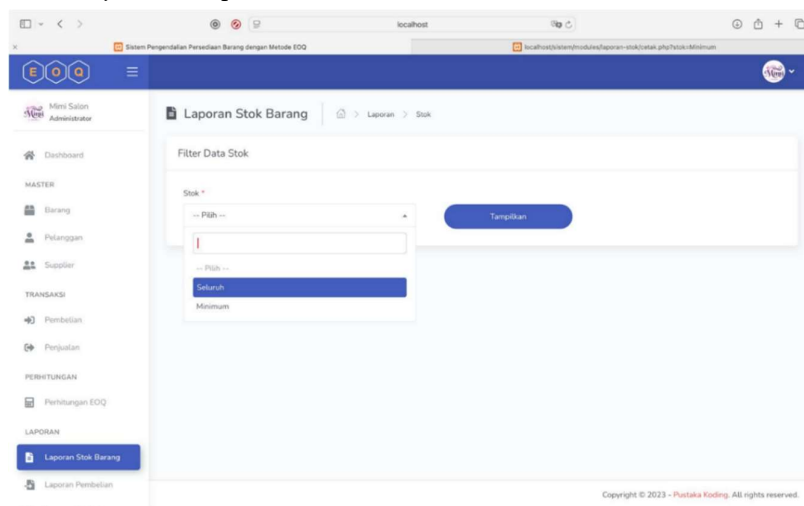 localhost
Sistem Pengendalian Persediaan Barang dengan Metode EOQ
localhost/sistem/modules/laporan-stok/cetak.php?stok=Minimum
E O Q
Mimi Salon
Administrator
Laporan Stok Barang
Laporan > Stok
Dashboard
Filter Data Stok
MASTER
Stok *
Barang
-- Pilih --
Tampilkan
Pelanggan
Supplier
-- Pilih --
Seluruh
TRANSAKSI
Minimum
Pembelian
Penjualan
PERHITUNGAN
Perhitungan EOQ
LAPORAN
Laporan Stok Barang
Laporan Pembelian
Copyright © 2023 - Pustaka Koding. All rights reserved.